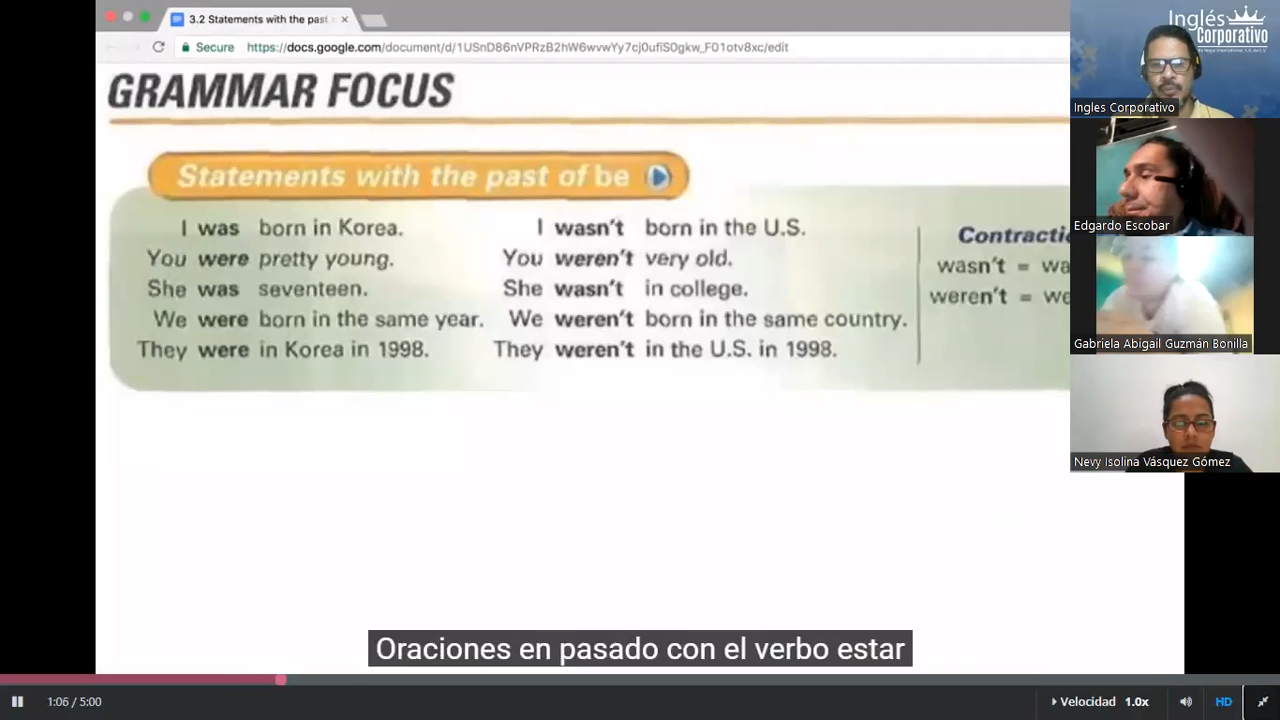 3.2 Statements with the past
Secure https://docs.google.com/document/d/1USnD86nVPRzB2hW6wvwYy7cj0ufiS0gkw_F01otv8xc/edit
GRAMMAR FOCUS
Statements with the past of be
I was born in Korea.
You were pretty young.
She was seventeen.
We were born in the same year.
They were in Korea in 1998.
I wasn't born in the U.S.
You weren't very old.
She wasn't in college.
We weren't born in the same country.
They weren't in the U.S. in 1998.
Contractio
wasn't = wa
weren't = we
Inglés
Corporativo
Ingles Corporativo
Edgardo Escobar
Gabriela Abigail Guzmán Bonilla
Nevy Isolina Vásquez Gómez
Oraciones en pasado con el verbo estar
1:06 / 5:00
Velocidad 1.0x
HD